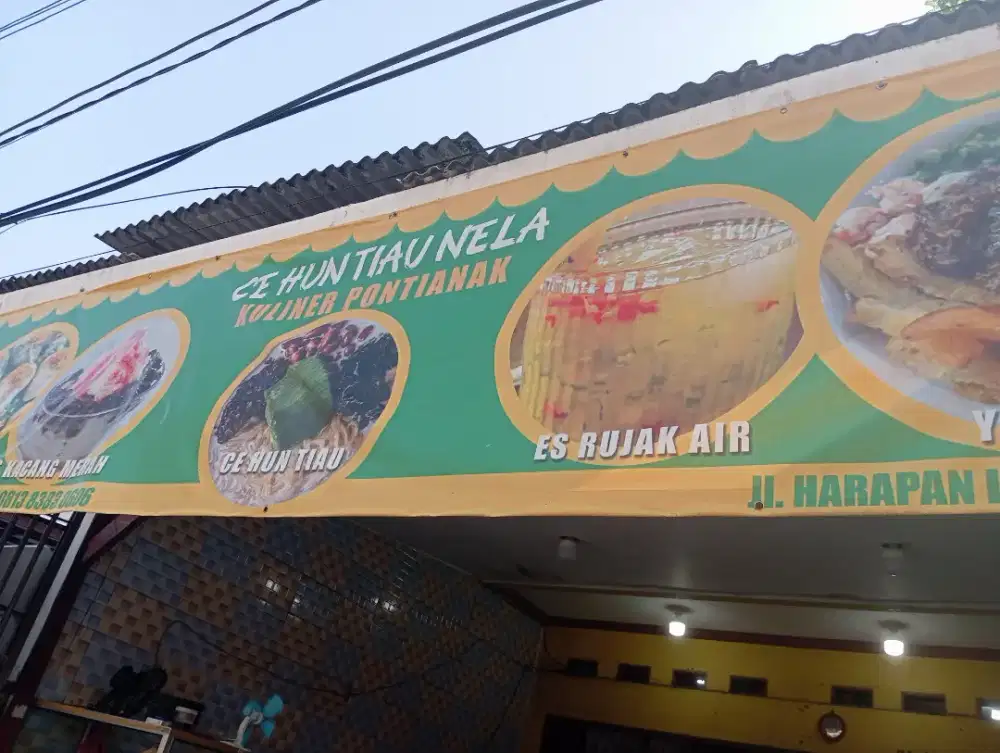 CE HUN TIAU NELA
KULINER PONTIANAK
KACANG MERAH
CE HUN TIAU
ES RUJAK AIR
Jl. HARAPAN